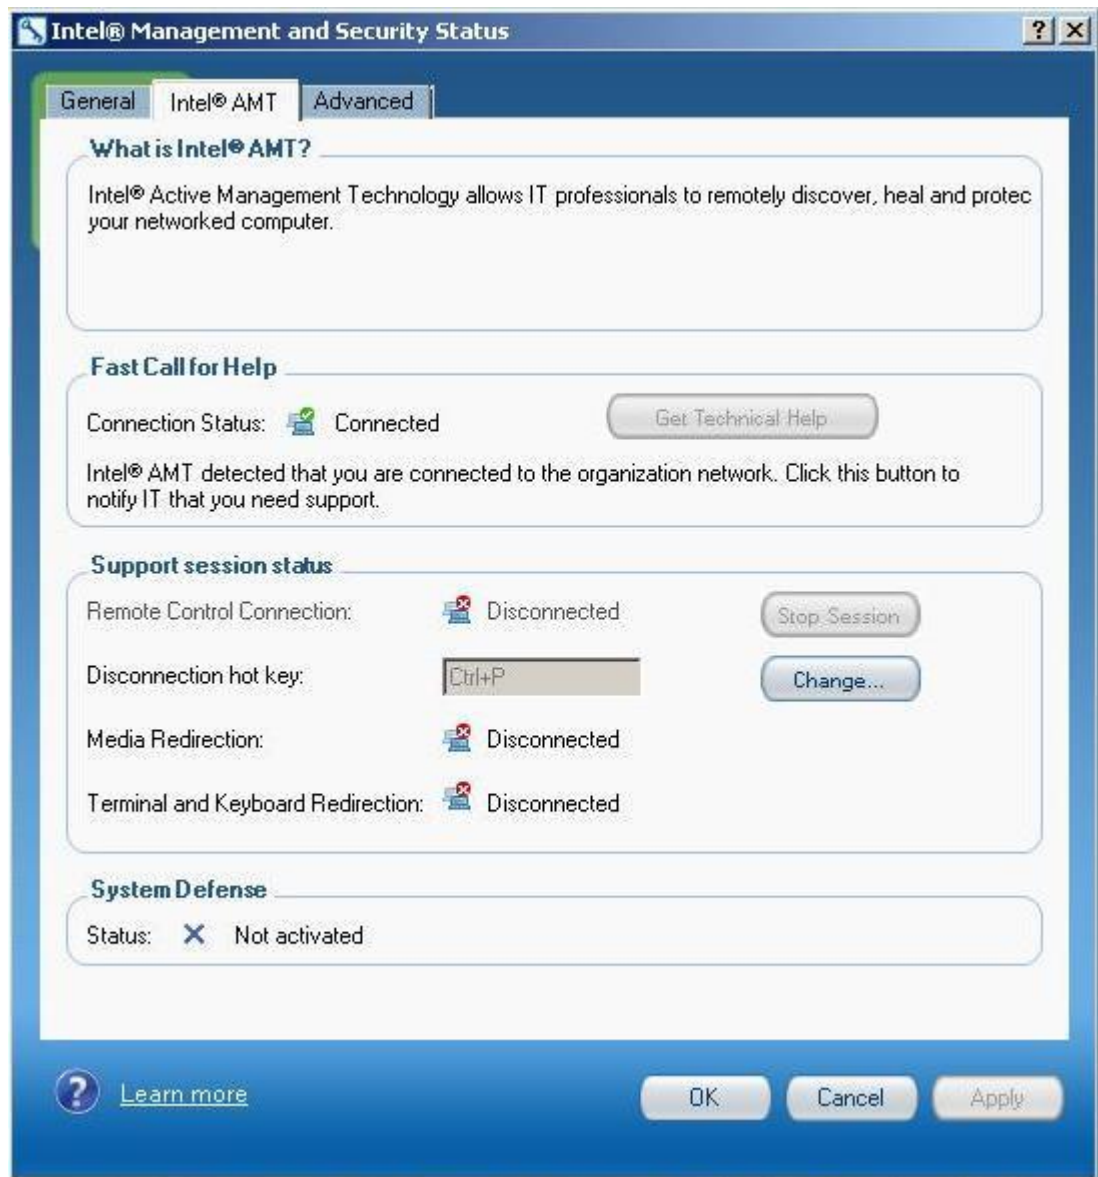 Intel® Management and Security Status
General Intel® AMT Advanced
What is Intel® AMT?
Intel® Active Management Technology allows IT professionals to remotely discover, heal and protec
your networked computer.
Fast Call for Help
Connection Status: Connected Get Technical Help
Intel® AMT detected that you are connected to the organization network. Click this button to
notify IT that you need support.
Support session status
Remote Control Connection: Disconnected Stop Session
Disconnection hot key: Ctrl+P Change...
Media Redirection: Disconnected
Terminal and Keyboard Redirection: Disconnected
System Defense
Status: Not activated
Learn more OK Cancel Apply